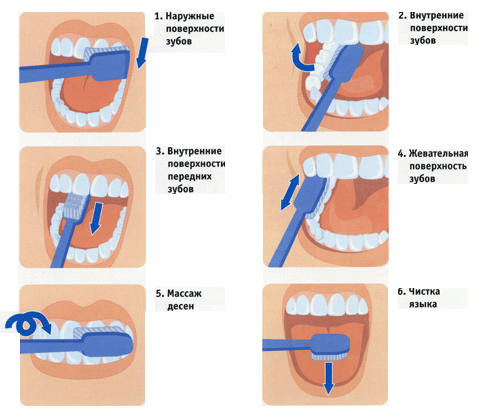 1. Наружные
поверхности
зубов
2. Внутренние
поверхности
зубов
3. Внутренние
поверхности
передних
зубов
4. Жевательная
поверхность
зубов
5. Массаж
десен
6. Чистка
языка